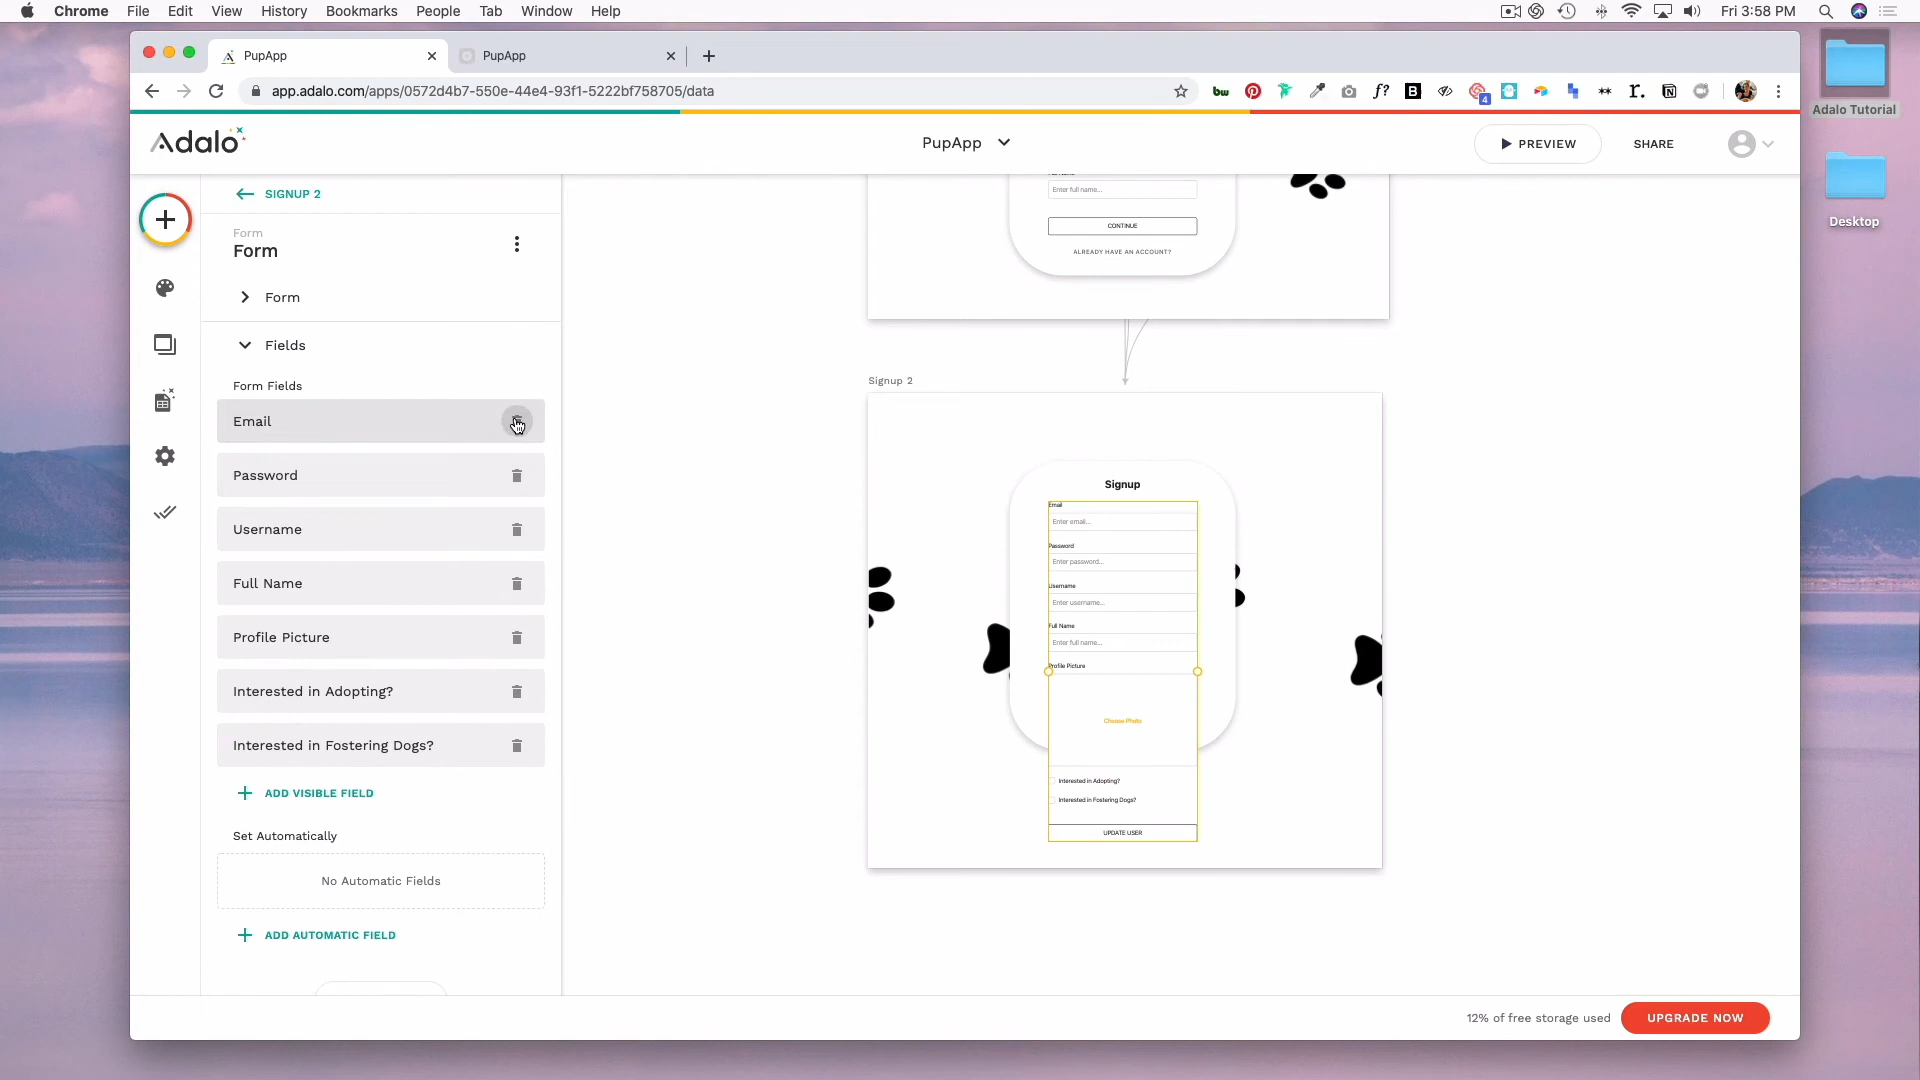 Chrome File Edit View History Bookmarks People Tab Window Help
Fri 3:58 PM
PupApp
PupApp
app.adalo.com/apps/0572d4b7-550e-44e4-93f1-5222bf758705/data
bw
f?
B
4
r.
Adalo Tutorial
Desktop
Adalo
PupApp
PREVIEW
SHARE
SIGNUP 2
Form
Form
Form
Fields
Form Fields
Email
Password
Username
Full Name
Profile Picture
Interested in Adopting?
Interested in Fostering Dogs?
ADD VISIBLE FIELD
Set Automatically
No Automatic Fields
ADD AUTOMATIC FIELD
Enter full name...
CONTINUE
ALREADY HAVE AN ACCOUNT?
Signup 2
Signup
Email
Enter email...
Password
Enter password...
Username
Enter username...
Full Name
Enter full name...
Profile Picture
Choose Photo
Interested in Adopting?
Interested in Fostering Dogs?
UPDATE USER
12% of free storage used
UPGRADE NOW